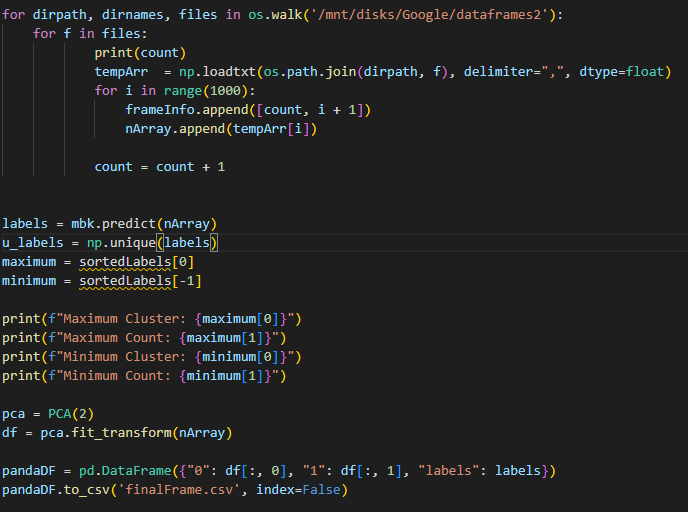 for dirpath, dirnames, files in os.walk('/mnt/disks/Google/dataframes2'):
    for f in files:
            print(count)
            tempArr  = np.loadtxt(os.path.join(dirpath, f), delimiter=",", dtype=float)
            for i in range(1000):
                frameInfo.append([count, i + 1])
                nArray.append(tempArr[i])
            count = count + 1
labels = mbk.predict(nArray)
u_labels = np.unique(labels)
maximum = sortedLabels[0]
minimum = sortedLabels[-1]
print(f"Maximum Cluster: {maximum[0]}")
print(f"Maximum Count: {maximum[1]}")
print(f"Minimum Cluster: {minimum[0]}")
print(f"Minimum Count: {minimum[1]}")
pca = PCA(2)
df = pca.fit_transform(nArray)
pandaDF = pd.DataFrame({"0": df[:, 0], "1": df[:, 1], "labels": labels})
pandaDF.to_csv('finalFrame.csv', index=False)